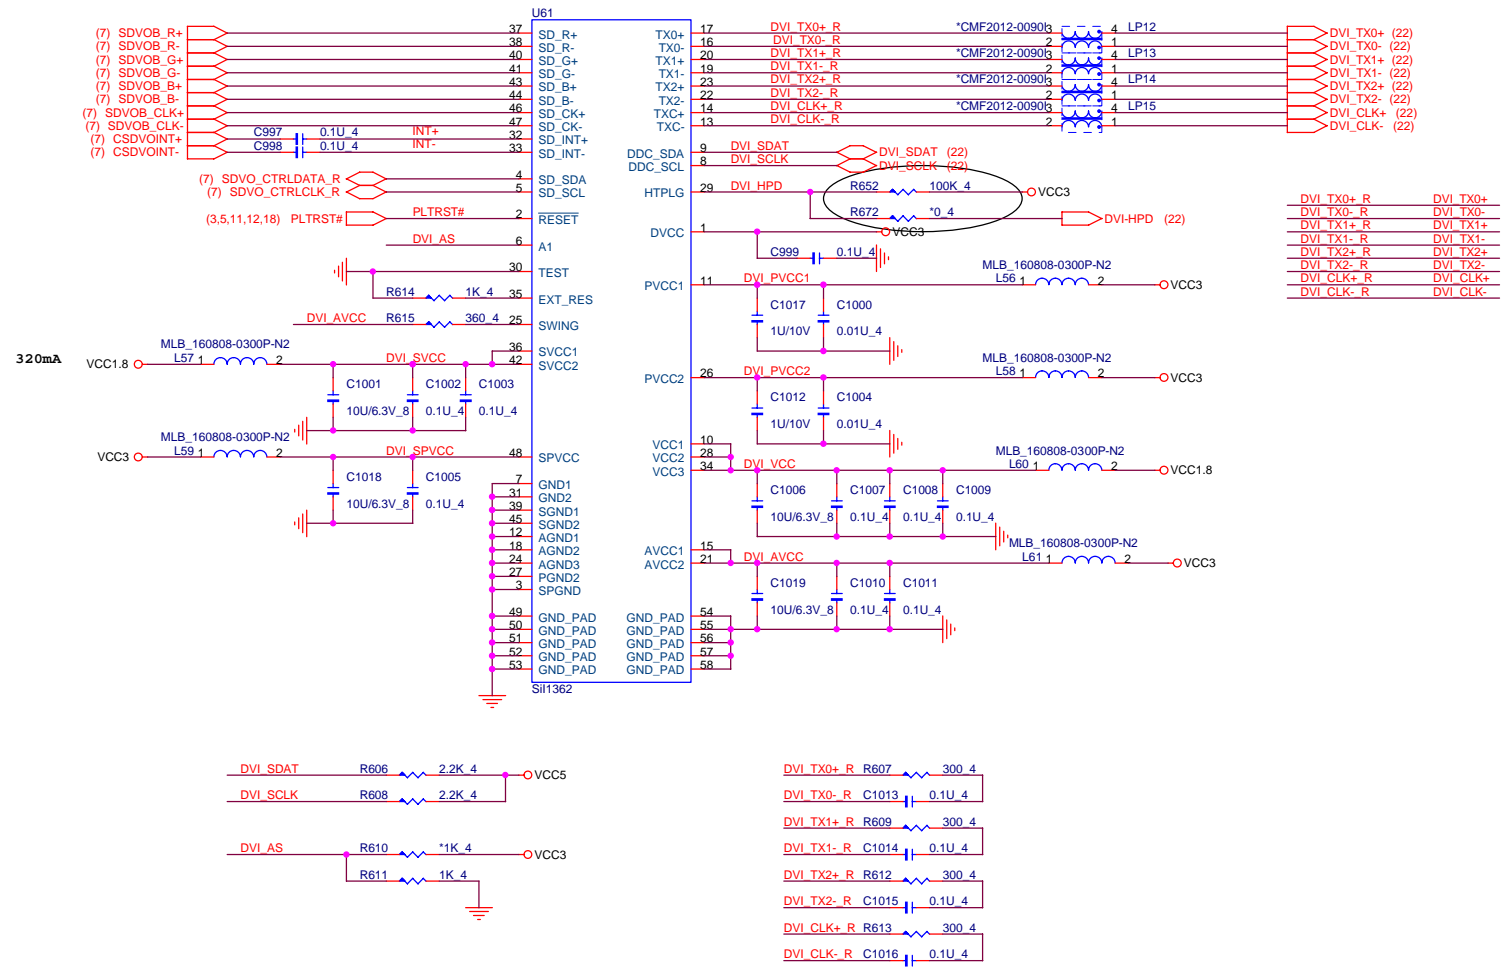 U61
(7) SDVOB_R+ 37 SD_R+ TX0+ 17 DVI_TX0+_R *CMF2012-0090 3 4 LP12 DVI_TX0+ (22)
(7) SDVOB_R- 38 SD_R- TX0- 16 DVI_TX0-_R 2 1 DVI_TX0- (22)
(7) SDVOB_G+ 40 SD_G+ TX1+ 20 DVI_TX1+_R *CMF2012-0090 3 4 LP13 DVI_TX1+ (22)
(7) SDVOB_G- 41 SD_G- TX1- 19 DVI_TX1-_R 2 1 DVI_TX1- (22)
(7) SDVOB_B+ 43 SD_B+ TX2+ 23 DVI_TX2+_R *CMF2012-0090 3 4 LP14 DVI_TX2+ (22)
(7) SDVOB_B- 44 SD_B- TX2- 22 DVI_TX2-_R 2 1 DVI_TX2- (22)
(7) SDVOB_CLK+ 46 SD_CK+ TXC+ 14 DVI_CLK+_R *CMF2012-0090 3 4 LP15 DVI_CLK+ (22)
(7) SDVOB_CLK- 47 SD_CK- TXC- 13 DVI_CLK-_R 2 1 DVI_CLK- (22)
(7) CSDVOINT+ C997 0.1U_4 INT+ 32 SD_INT+
(7) CSDVOINT- C998 0.1U_4 INT- 33 SD_INT- DDC_SDA 9 DVI_SDAT DVI_SDAT (22)
DDC_SCL 8 DVI_SCLK DVI_SCLK (22)
(7) SDVO_CTRLDATA_R 4 SD_SDA
(7) SDVO_CTRLCLK_R 5 SD_SCL HTPLG 29 DVI_HPD R652 100K_4 VCC3
(3,5,11,12,18) PLTRST# PLTRST# 2 RESET R672 *0_4 DVI-HPD (22)
DVI_AS 6 A1 DVCC 1 VCC3
C999 0.1U_4
DVI_TX0+_R DVI_TX0+
DVI_TX0-_R DVI_TX0-
DVI_TX1+_R DVI_TX1+
DVI_TX1-_R DVI_TX1-
DVI_TX2+_R DVI_TX2+
DVI_TX2-_R DVI_TX2-
DVI_CLK+_R DVI_CLK+
DVI_CLK-_R DVI_CLK-
30 TEST
R614 1K_4 35 EXT_RES
DVI_AVCC R615 360_4 25 SWING
MLB_160808-0300P-N2
PVCC1 11 DVI_PVCC1 L56 1 2 VCC3
C1017 C1000
1U/10V 0.01U_4
MLB_160808-0300P-N2
320mA VCC1.8 L57 1 2 DVI_SVCC 36 SVCC1
42 SVCC2
C1001 C1002 C1003
10U/6.3V_8 0.1U_4 0.1U_4
MLB_160808-0300P-N2
PVCC2 26 DVI_PVCC2 L58 1 2 VCC3
C1012 C1004
1U/10V 0.01U_4
MLB_160808-0300P-N2
VCC3 L59 1 2 DVI_SPVCC 48 SPVCC
C1018 C1005
10U/6.3V_8 0.1U_4
VCC1 10
VCC2 28
MLB_160808-0300P-N2
VCC3 34 DVI_VCC L60 1 2 VCC1.8
C1006 C1007 C1008 C1009
10U/6.3V_8 0.1U_4 0.1U_4 0.1U_4
7 GND1
31 GND2
39 SGND1
45 SGND2
12 AGND1
18 AGND2
24 AGND3
27 PGND2
3 SPGND
MLB_160808-0300P-N2
AVCC1 15
AVCC2 21 DVI_AVCC L61 1 2 VCC3
C1019 C1010 C1011
10U/6.3V_8 0.1U_4 0.1U_4
49 GND_PAD GND_PAD 54
50 GND_PAD GND_PAD 55
51 GND_PAD GND_PAD 56
52 GND_PAD GND_PAD 57
53 GND_PAD GND_PAD 58
SiI1362
DVI_SDAT R606 2.2K_4 VCC5
DVI_SCLK R608 2.2K_4
DVI_AS R610 *1K_4 VCC3
R611 1K_4
DVI_TX0+_R R607 300_4
DVI_TX0-_R C1013 0.1U_4
DVI_TX1+_R R609 300_4
DVI_TX1-_R C1014 0.1U_4
DVI_TX2+_R R612 300_4
DVI_TX2-_R C1015 0.1U_4
DVI_CLK+_R R613 300_4
DVI_CLK-_R C1016 0.1U_4